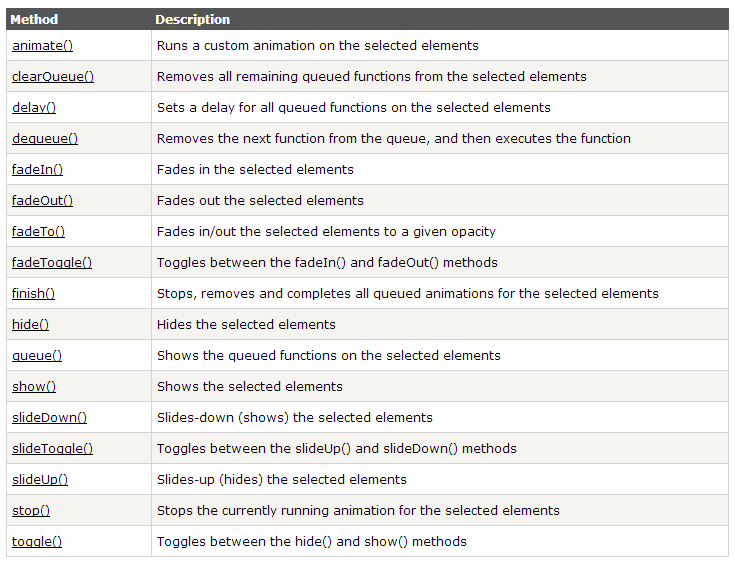 Method Description
animate() Runs a custom animation on the selected elements
clearQueue() Removes all remaining queued functions from the selected elements
delay() Sets a delay for all queued functions on the selected elements
dequeue() Removes the next function from the queue, and then executes the function
fadeIn() Fades in the selected elements
fadeOut() Fades out the selected elements
fadeTo() Fades in/out the selected elements to a given opacity
fadeToggle() Toggles between the fadeIn() and fadeOut() methods
finish() Stops, removes and completes all queued animations for the selected elements
hide() Hides the selected elements
queue() Shows the queued functions on the selected elements
show() Shows the selected elements
slideDown() Slides-down (shows) the selected elements
slideToggle() Toggles between the slideUp() and slideDown() methods
slideUp() Slides-up (hides) the selected elements
stop() Stops the currently running animation for the selected elements
toggle() Toggles between the hide() and show() methods